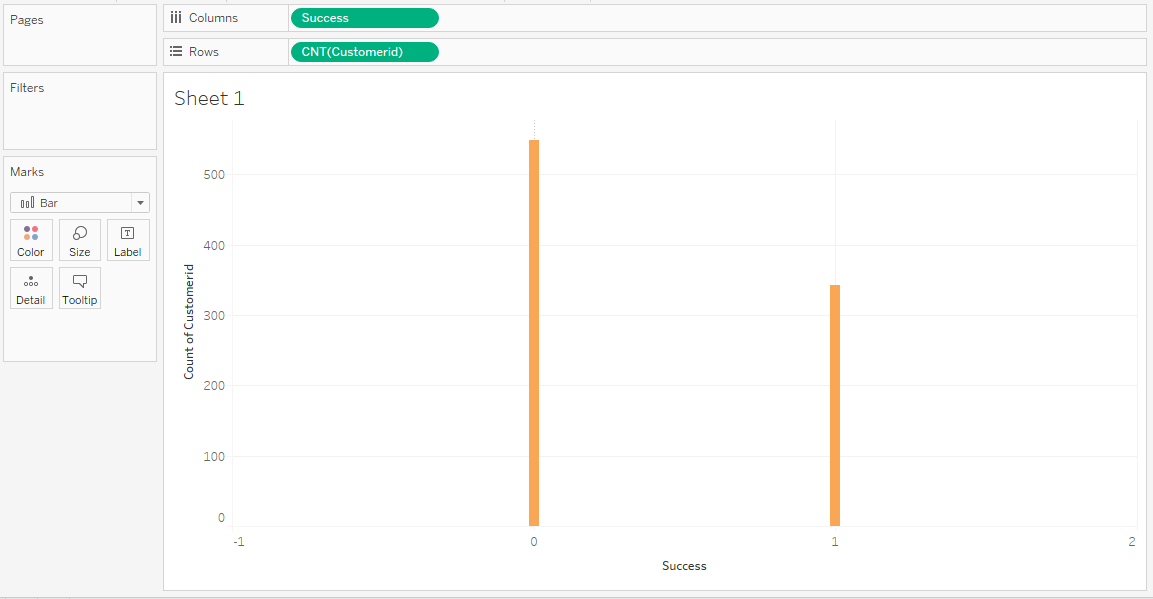 Pages
Columns
Success
Rows
CNT(Customerid)
Filters
Marks
Bar
Color
Size
Label
Detail
Tooltip
Sheet 1
Count of Customerid
500
400
300
200
100
0
-1 0 1 2
Success